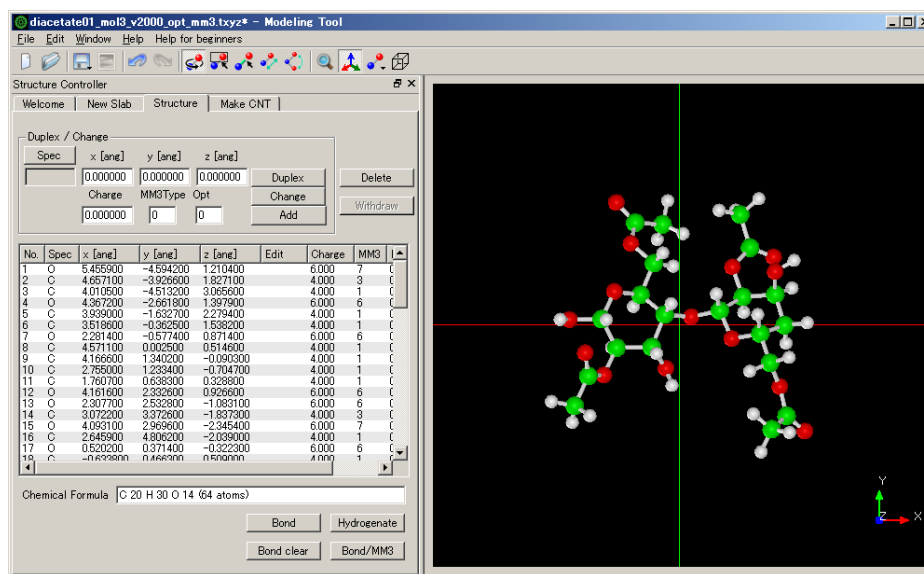 diacetate01_mol3_v2000_opt_mm3.txyz* - Modeling Tool
File Edit Window Help Help for beginners
Structure Controller
Welcome New Slab Structure Make CNT
Duplex / Change
Spec x [ang] y [ang] z [ang]
0.000000 0.000000 0.000000 Duplex Delete
Charge MM3Type Opt Change Withdraw
0.000000 0 0 Add
No. Spec x [ang] y [ang] z [ang] Edit Charge MM3
1 O 5.455900 -4.594200 1.210400 6.000 7
2 C 4.657100 -3.926600 1.827100 4.000 3
3 C 4.010500 -4.513200 3.065600 4.000 1
4 O 4.367200 -2.661800 1.397900 6.000 6
5 C 3.939000 -1.632700 2.279400 4.000 1
6 C 3.518600 -0.362500 1.538200 4.000 1
7 O 2.281400 -0.577400 0.871400 6.000 6
8 C 4.571100 0.002500 0.514600 4.000 1
9 C 4.166600 1.340200 -0.090300 4.000 1
10 C 2.755000 1.233400 -0.704700 4.000 1
11 C 1.760700 0.638300 0.328800 4.000 1
12 O 4.161600 2.332600 0.926600 6.000 6
13 O 2.307700 2.532800 -1.083100 6.000 6
14 C 3.072200 3.372600 -1.837300 4.000 3
15 O 4.093100 2.969600 -2.345400 6.000 7
16 C 2.645900 4.806200 -2.039000 4.000 1
17 O 0.520200 0.371400 -0.322300 6.000 6
18 C -0.633800 0.466300 0.509000 4.000 1
Chemical Formula C 20 H 30 O 14 (64 atoms)
Bond Hydrogenate
Bond clear Bond/MM3
Y
Z X